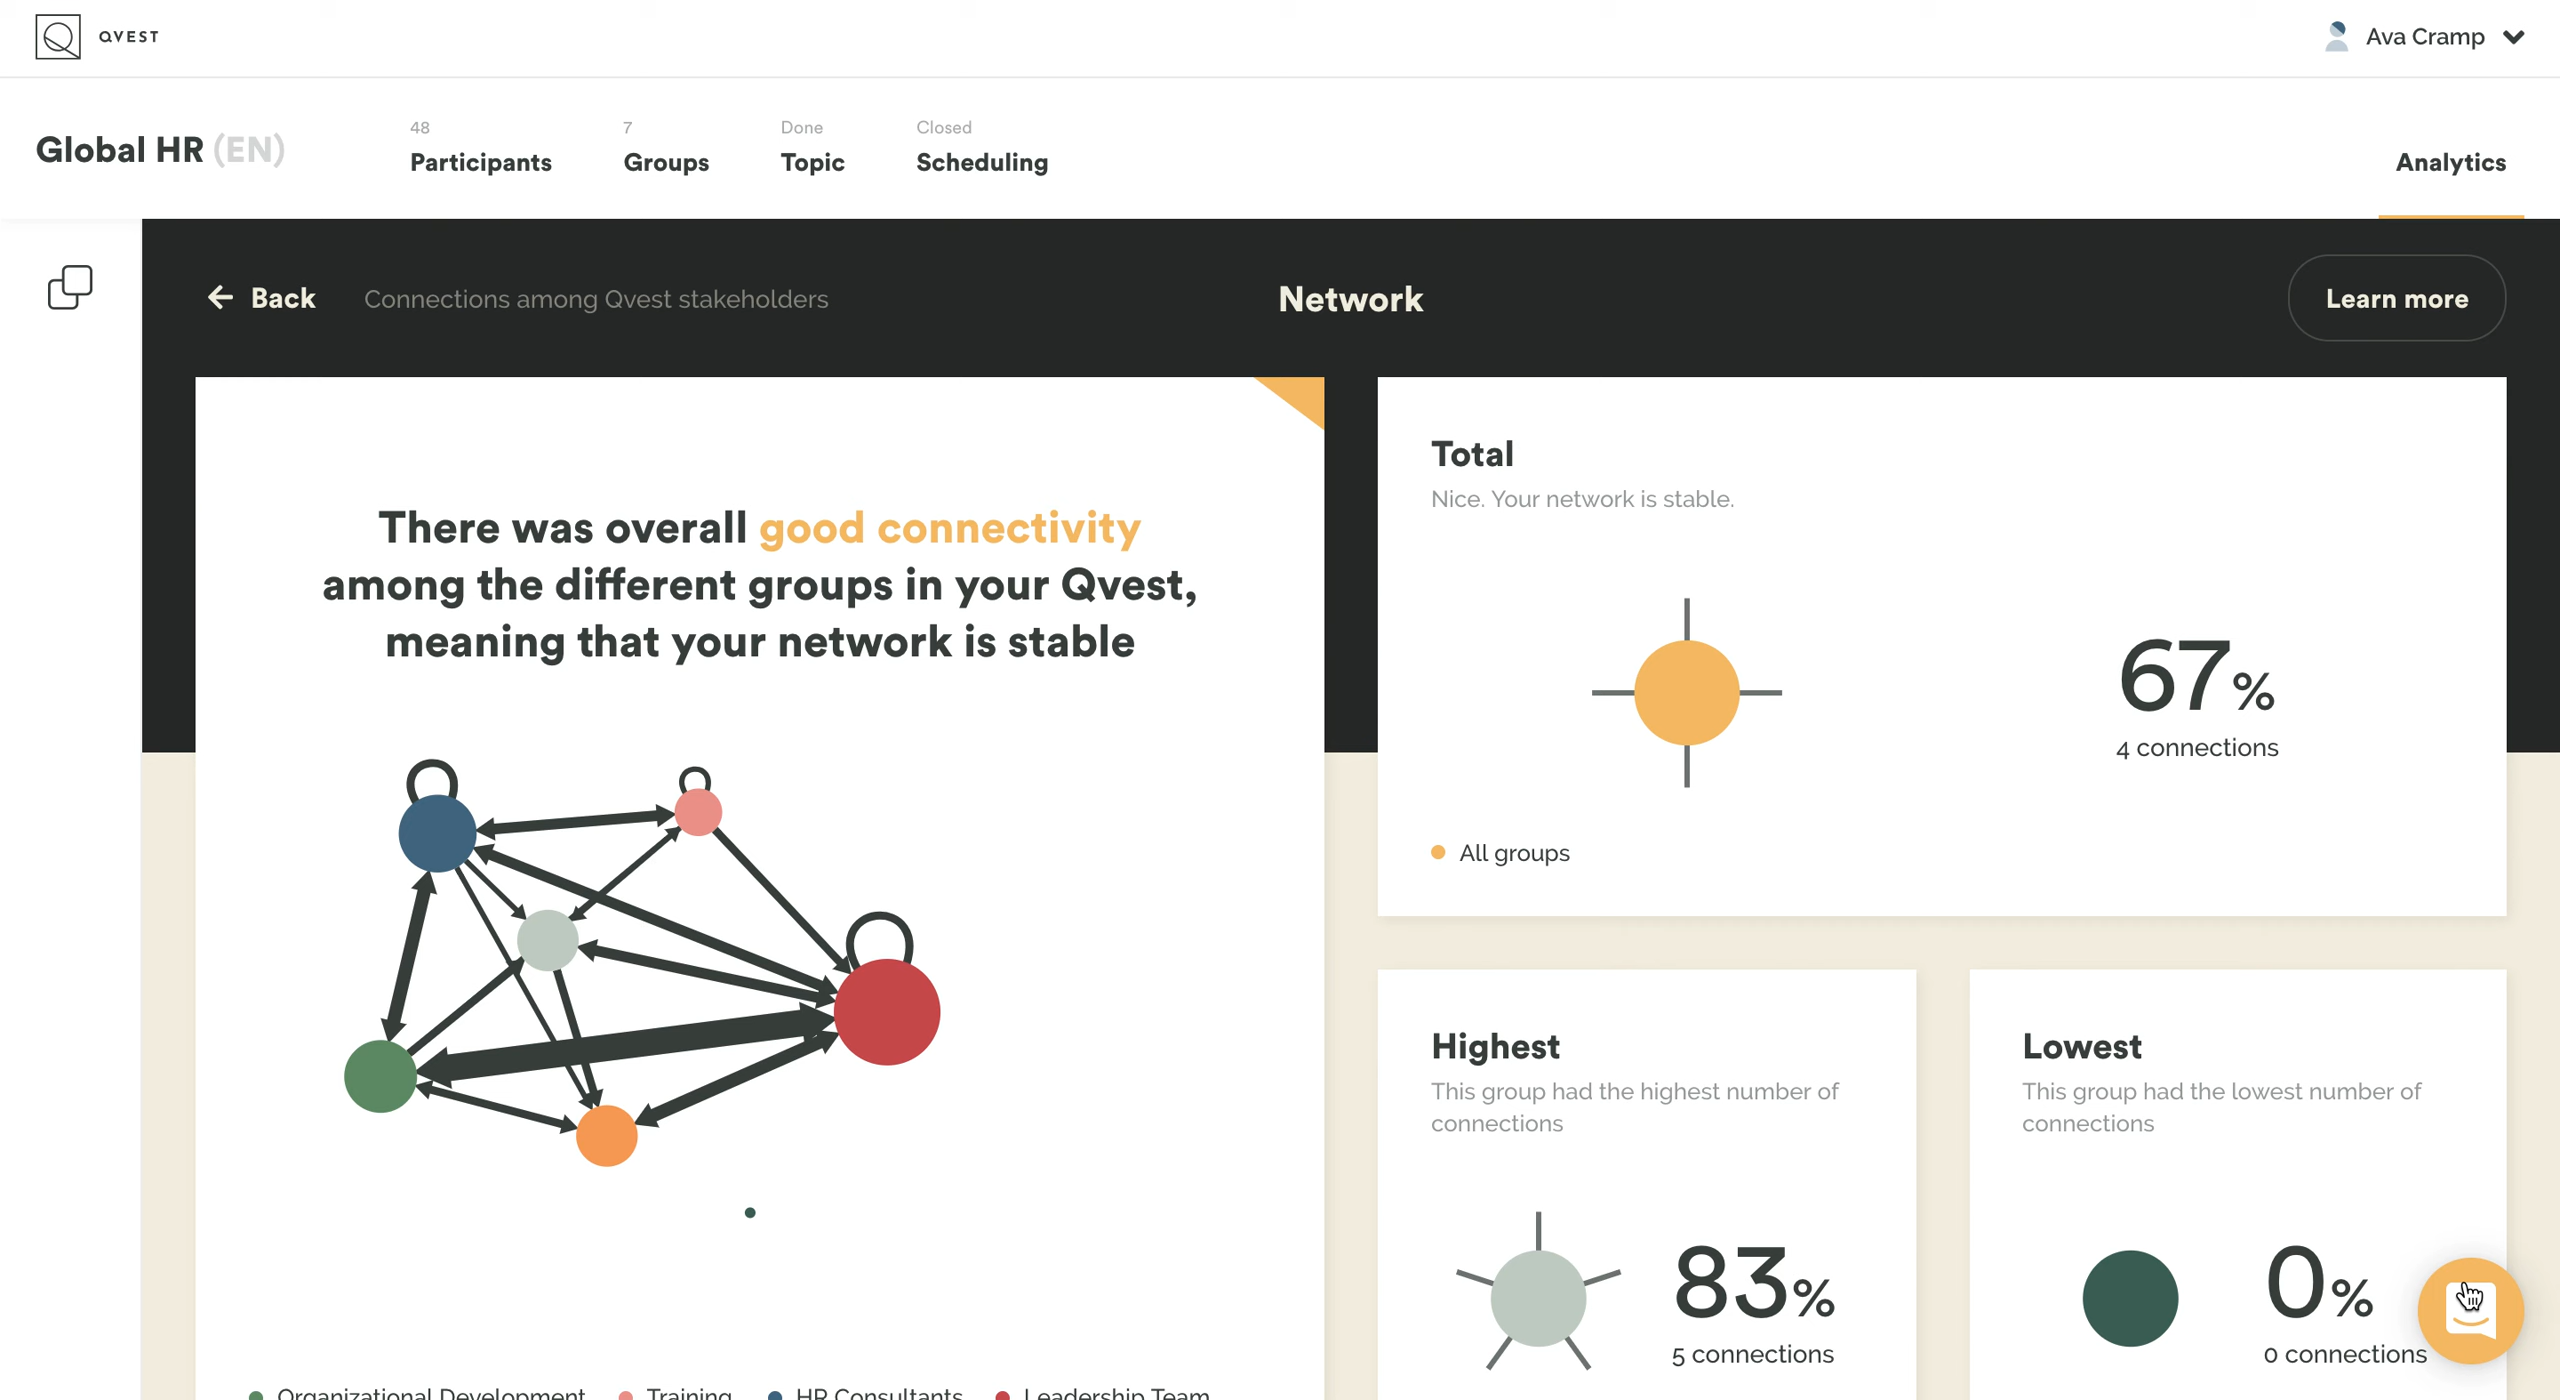 QVEST
Ava Cramp
Global HR (EN)
48
Participants
7
Groups
Done
Topic
Closed
Scheduling
Analytics
Back
Connections among Qvest stakeholders
Network
Learn more
There was overall good connectivity
among the different groups in your Qvest,
meaning that your network is stable
Organizational Development
Training
HR Consultants
Leadership Team
Total
Nice. Your network is stable.
67%
4 connections
All groups
Highest
This group had the highest number of
connections
83%
5 connections
Lowest
This group had the lowest number of
connections
0%
0 connections